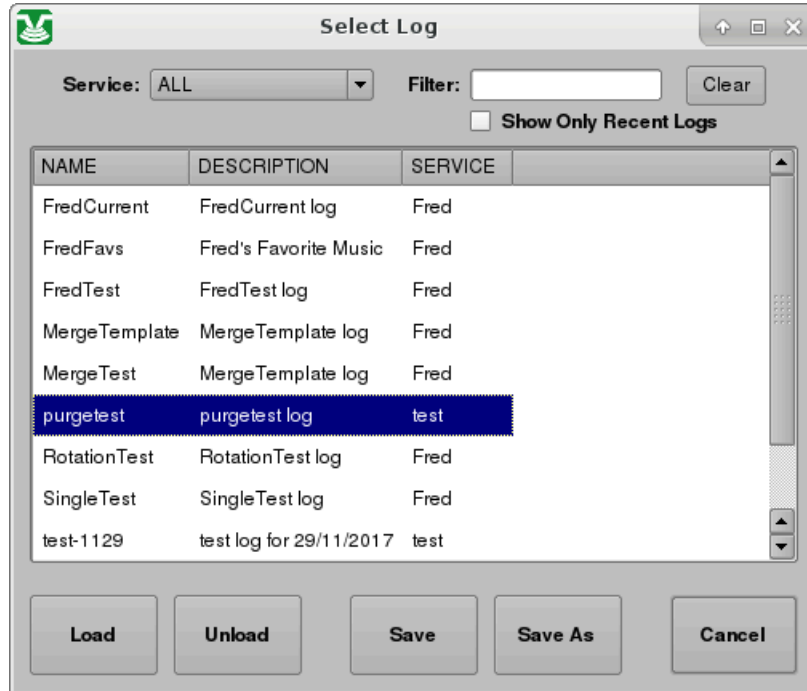 Select Log
Service: ALL Filter: Clear
Show Only Recent Logs
NAME DESCRIPTION SERVICE
FredCurrent FredCurrent log Fred
FredFavs Fred's Favorite Music Fred
FredTest FredTest log Fred
MergeTemplate MergeTemplate log Fred
MergeTest MergeTemplate log Fred
purgetest purgetest log test
RotationTest RotationTest log Fred
SingleTest SingleTest log Fred
test-1129 test log for 29/11/2017 test
Load Unload Save Save As Cancel